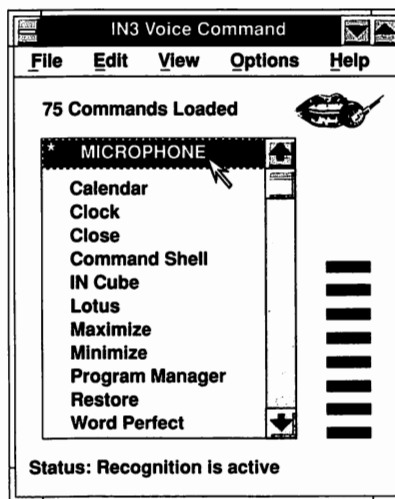 IN3 Voice Command
File Edit View Options Help
75 Commands Loaded
* MICROPHONE
Calendar
Clock
Close
Command Shell
IN Cube
Lotus
Maximize
Minimize
Program Manager
Restore
Word Perfect
Status: Recognition is active